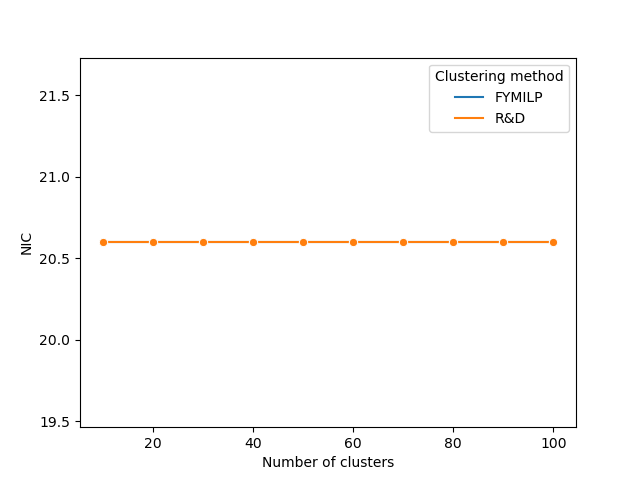 Clustering method
FYMILP
R&D
21.5
21.0
20.5
20.0
19.5
NIC
20 40 60 80 100
Number of clusters